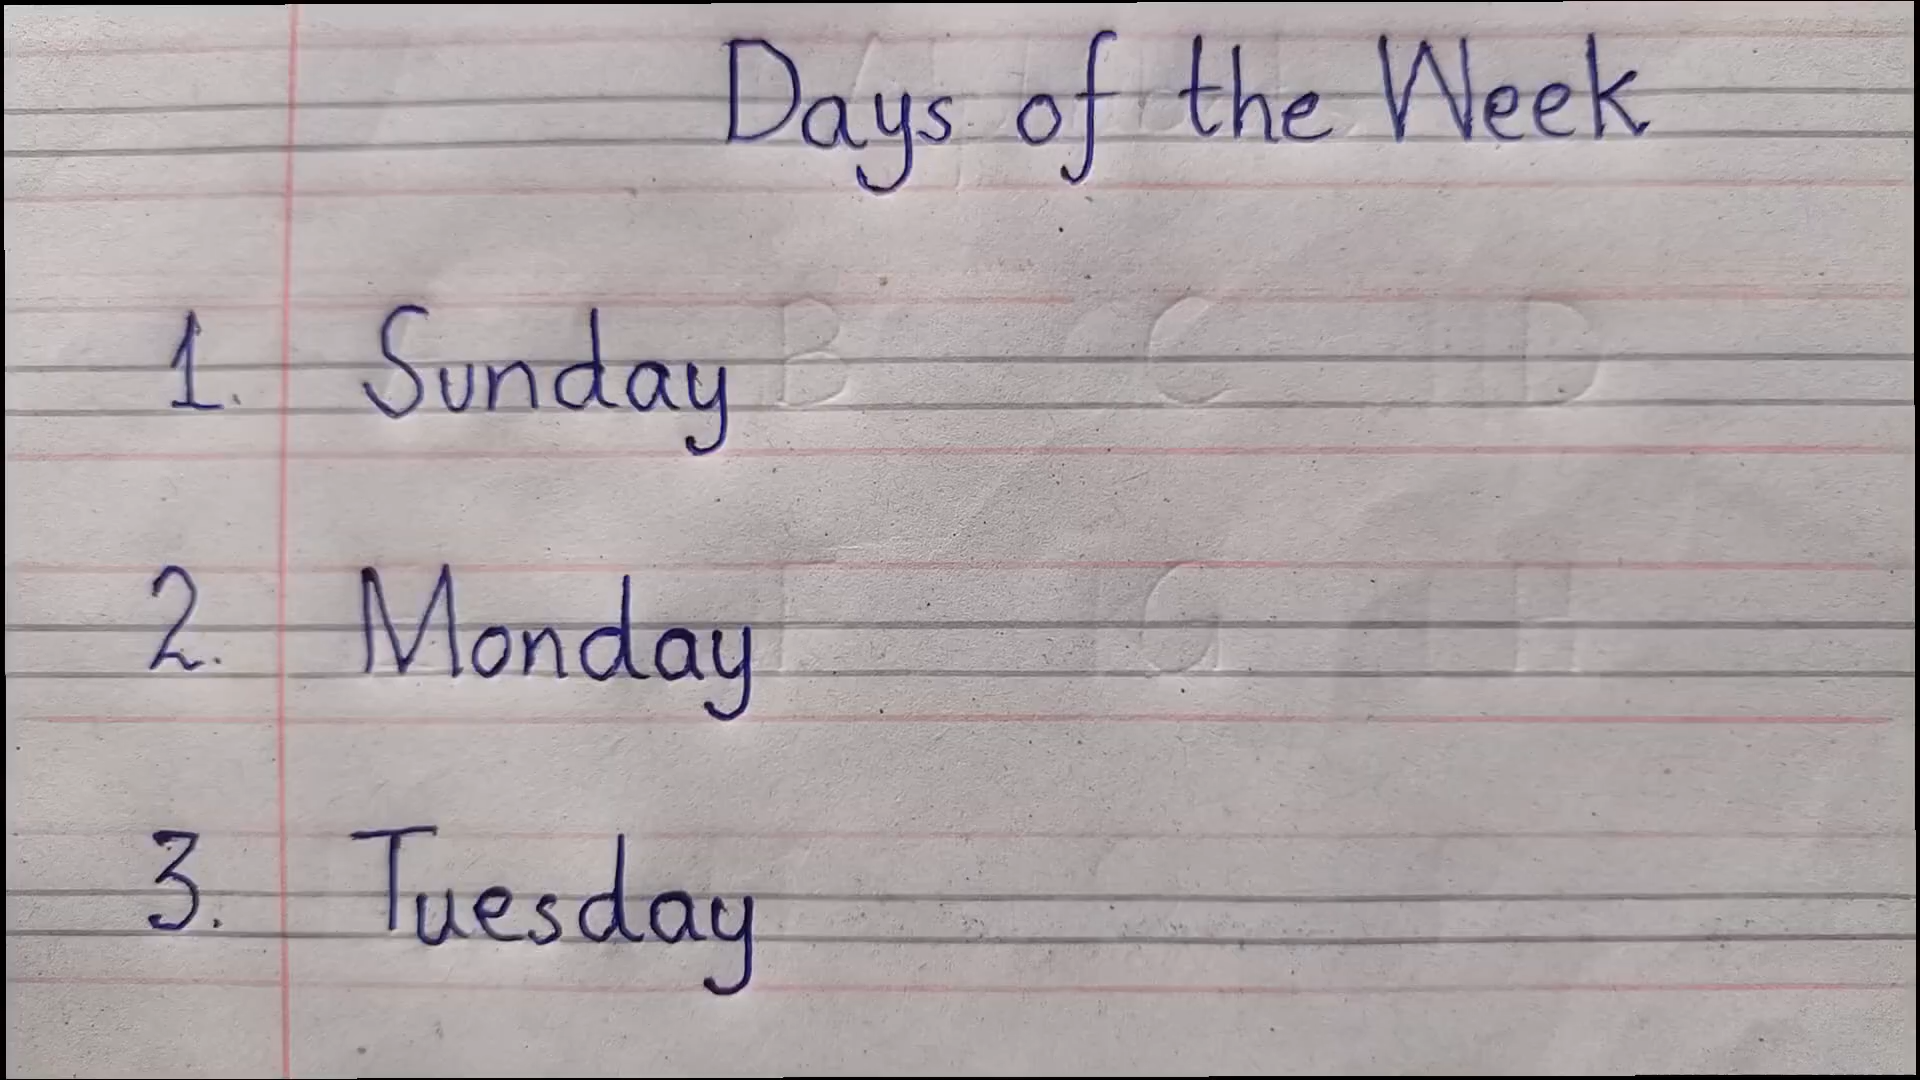 Days of the Week
1. Sunday
2. Monday
3. Tuesday